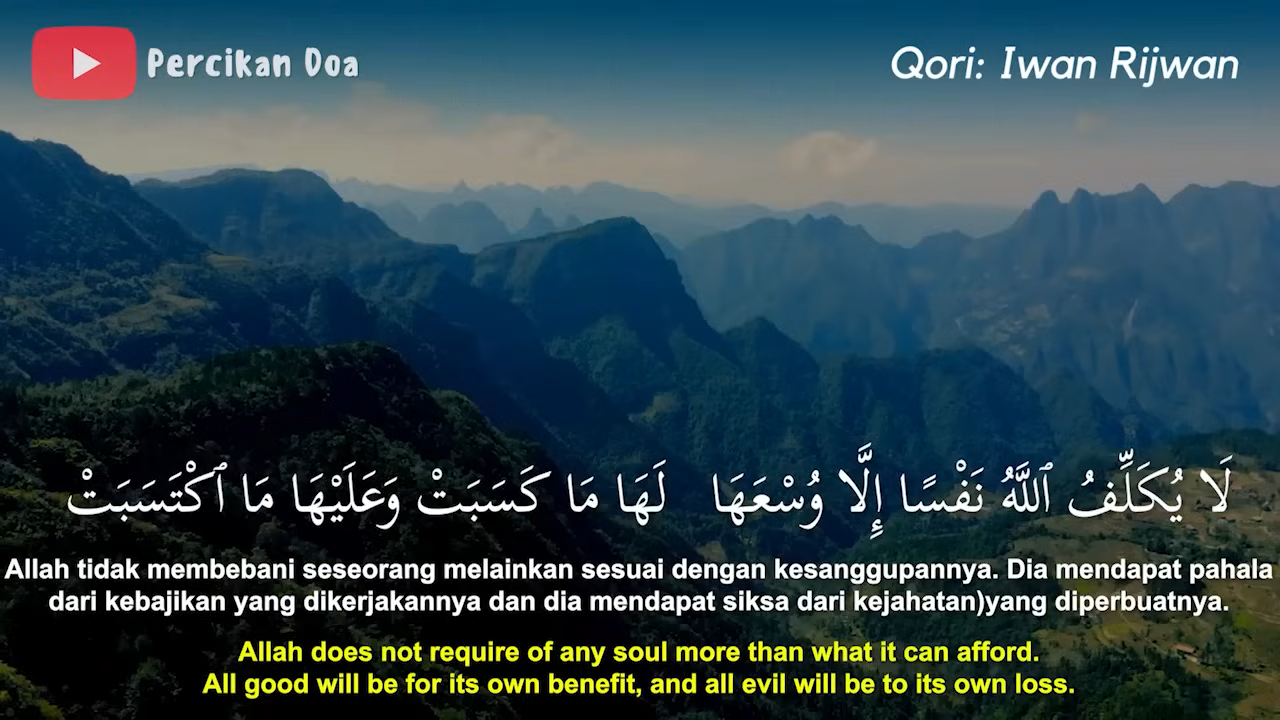 Percikan Doa
Qori: Iwan Rijwan
لَا يُكَلِّفُ ٱللَّهُ نَفْسًا إِلَّا وُسْعَهَا لَهَا مَا كَسَبَتْ وَعَلَيْهَا مَا ٱكْتَسَبَتْ
Allah tidak membebani seseorang melainkan sesuai dengan kesanggupannya. Dia mendapat pahala
dari kebajikan yang dikerjakannya dan dia mendapat siksa dari kejahatan)yang diperbuatnya.
Allah does not require of any soul more than what it can afford.
All good will be for its own benefit, and all evil will be to its own loss.